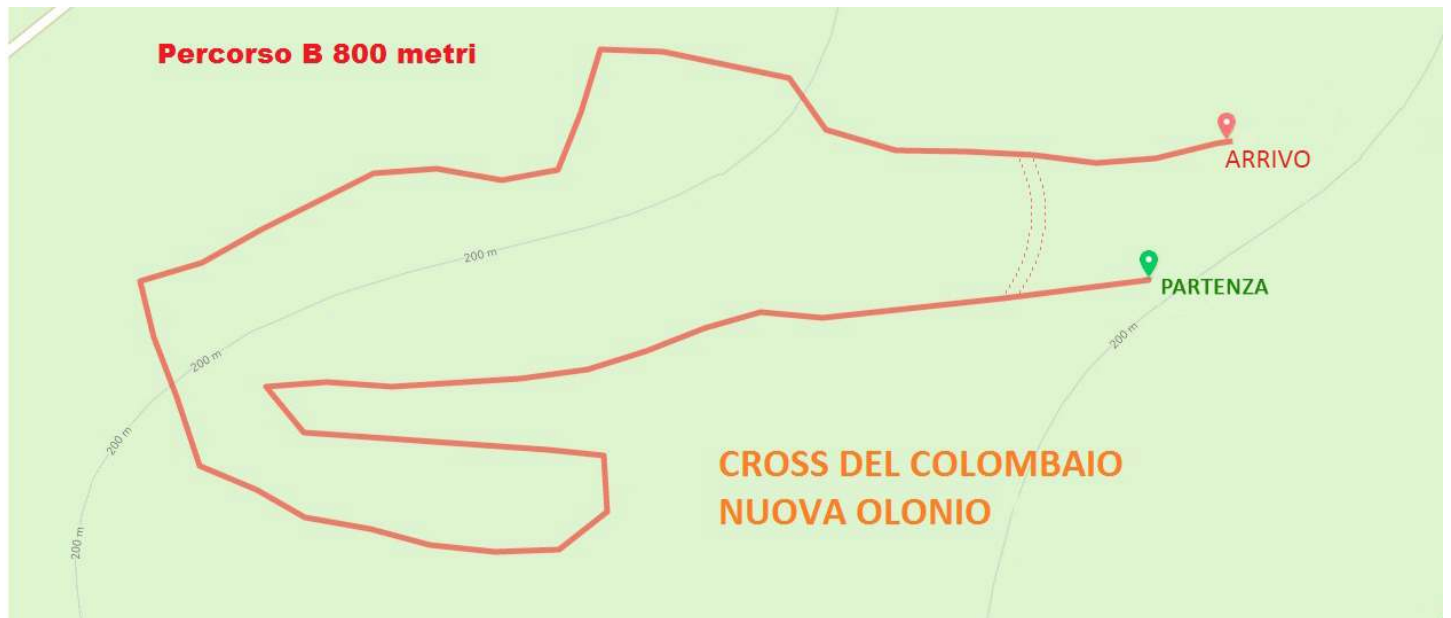 Percorso B 800 metri
ARRIVO
200 m
PARTENZA
200 m
200 m
200 m
CROSS DEL COLOMBAIO
NUOVA OLONIO
200 m